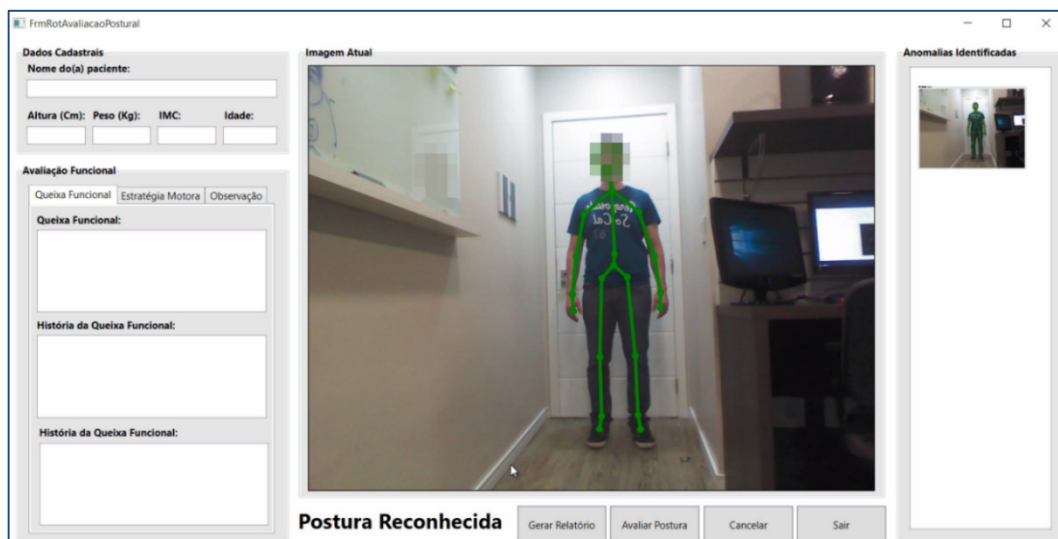 FrmRotAvaliacaoPostural
Dados Cadastrais
Nome do(a) paciente:
Altura (Cm): Peso (Kg): IMC: Idade:
Avaliação Funcional
Queixa Funcional Estratégia Motora Observação
Queixa Funcional:
História da Queixa Funcional:
História da Queixa Funcional:
Imagem Atual
Postura Reconhecida
Gerar Relatório Avaliar Postura Cancelar Sair
Anomalias Identificadas